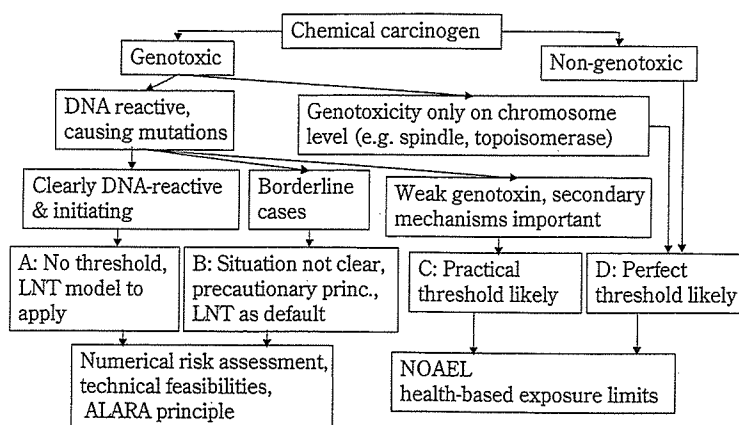 Chemical carcinogen
Genotoxic
Non-genotoxic
DNA reactive,
causing mutations
Genotoxicity only on chromosome
level (e.g. spindle, topoisomerase)
Clearly DNA-reactive
& initiating
Borderline
cases
Weak genotoxin, secondary
mechanisms important
A: No threshold,
LNT model to
apply
B: Situation not clear,
precautionary princ.,
LNT as default
C: Practical
threshold likely
D: Perfect
threshold likely
Numerical risk assessment,
technical feasibilities,
ALARA principle
NOAEL
health-based exposure limits